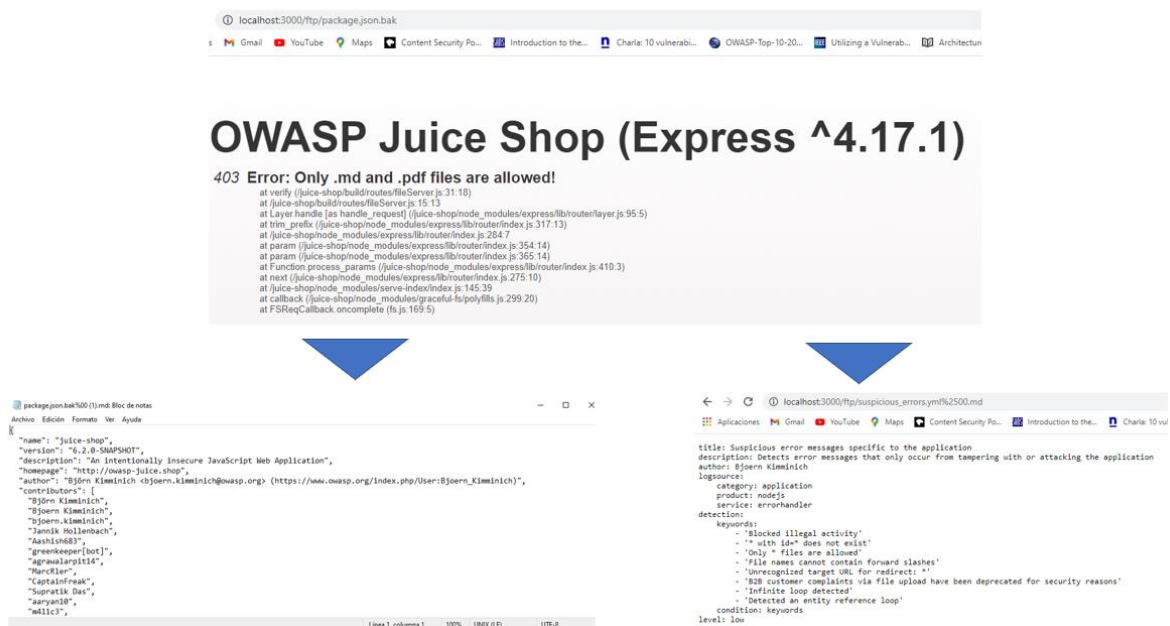 localhost:3000/ftp/package.json.bak
s Gmail YouTube Maps Content Security Po... Introduction to the... Charla: 10 vulnerabi... OWASP-Top-10-20... Utilizing a Vulnerab... Architecture
OWASP Juice Shop (Express ^4.17.1)
403 Error: Only .md and .pdf files are allowed!
at verify (/juice-shop/build/routes/fileServer.js:31:18)
at /juice-shop/build/routes/fileServer.js:15:13
at Layer.handle [as handle_request] (/juice-shop/node_modules/express/lib/router/layer.js:95:5)
at trim_prefix (/juice-shop/node_modules/express/lib/router/index.js:317:13)
at /juice-shop/node_modules/express/lib/router/index.js:284:7
at param (/juice-shop/node_modules/express/lib/router/index.js:354:14)
at param (/juice-shop/node_modules/express/lib/router/index.js:365:14)
at Function.process_params (/juice-shop/node_modules/express/lib/router/index.js:410:3)
at next (/juice-shop/node_modules/express/lib/router/index.js:275:10)
at /juice-shop/node_modules/serve-index/index.js:145:39
at callback (/juice-shop/node_modules/graceful-fs/polyfills.js:299:20)
at FSReqCallback.oncomplete (fs.js:169:5)
package.json.bak%00 (1).md: Bloc de notas
Archivo Edición Formato Ver Ayuda
{
"name": "juice-shop",
"version": "6.2.0-SNAPSHOT",
"description": "An intentionally insecure JavaScript Web Application",
"homepage": "http://owasp-juice.shop",
"author": "Björn Kimminich <bjoern.kimminich@owasp.org> (https://www.owasp.org/index.php/User:Bjoern_Kimminich)",
"contributors": [
"Björn Kimminich",
"Bjoern Kimminich",
"bjoern.kimminich",
"Jannik Hollenbach",
"Aashish683",
"greenkeeper[bot]",
"agrawalarpit14",
"MarcRler",
"CaptainFreak",
"Supratik Das",
"aaryan10",
"m4l1c3",
Línea 1, columna 1 100% UNIX (LF) UTF-8
localhost:3000/ftp/suspicious_errors.yml%2500.md
Aplicaciones Gmail YouTube Maps Content Security Po... Introduction to the... Charla: 10 vul
title: Suspicious error messages specific to the application
description: Detects error messages that only occur from tampering with or attacking the application
author: Bjoern Kimminich
logsource:
category: application
product: nodejs
service: errorhandler
detection:
keywords:
- 'Blocked illegal activity'
- '* with id=* does not exist'
- 'Only * files are allowed'
- 'File names cannot contain forward slashes'
- 'Unrecognized target URL for redirect: *'
- 'B2B customer complaints via file upload have been deprecated for security reasons'
- 'Infinite loop detected'
- 'Detected an entity reference loop'
condition: keywords
level: low